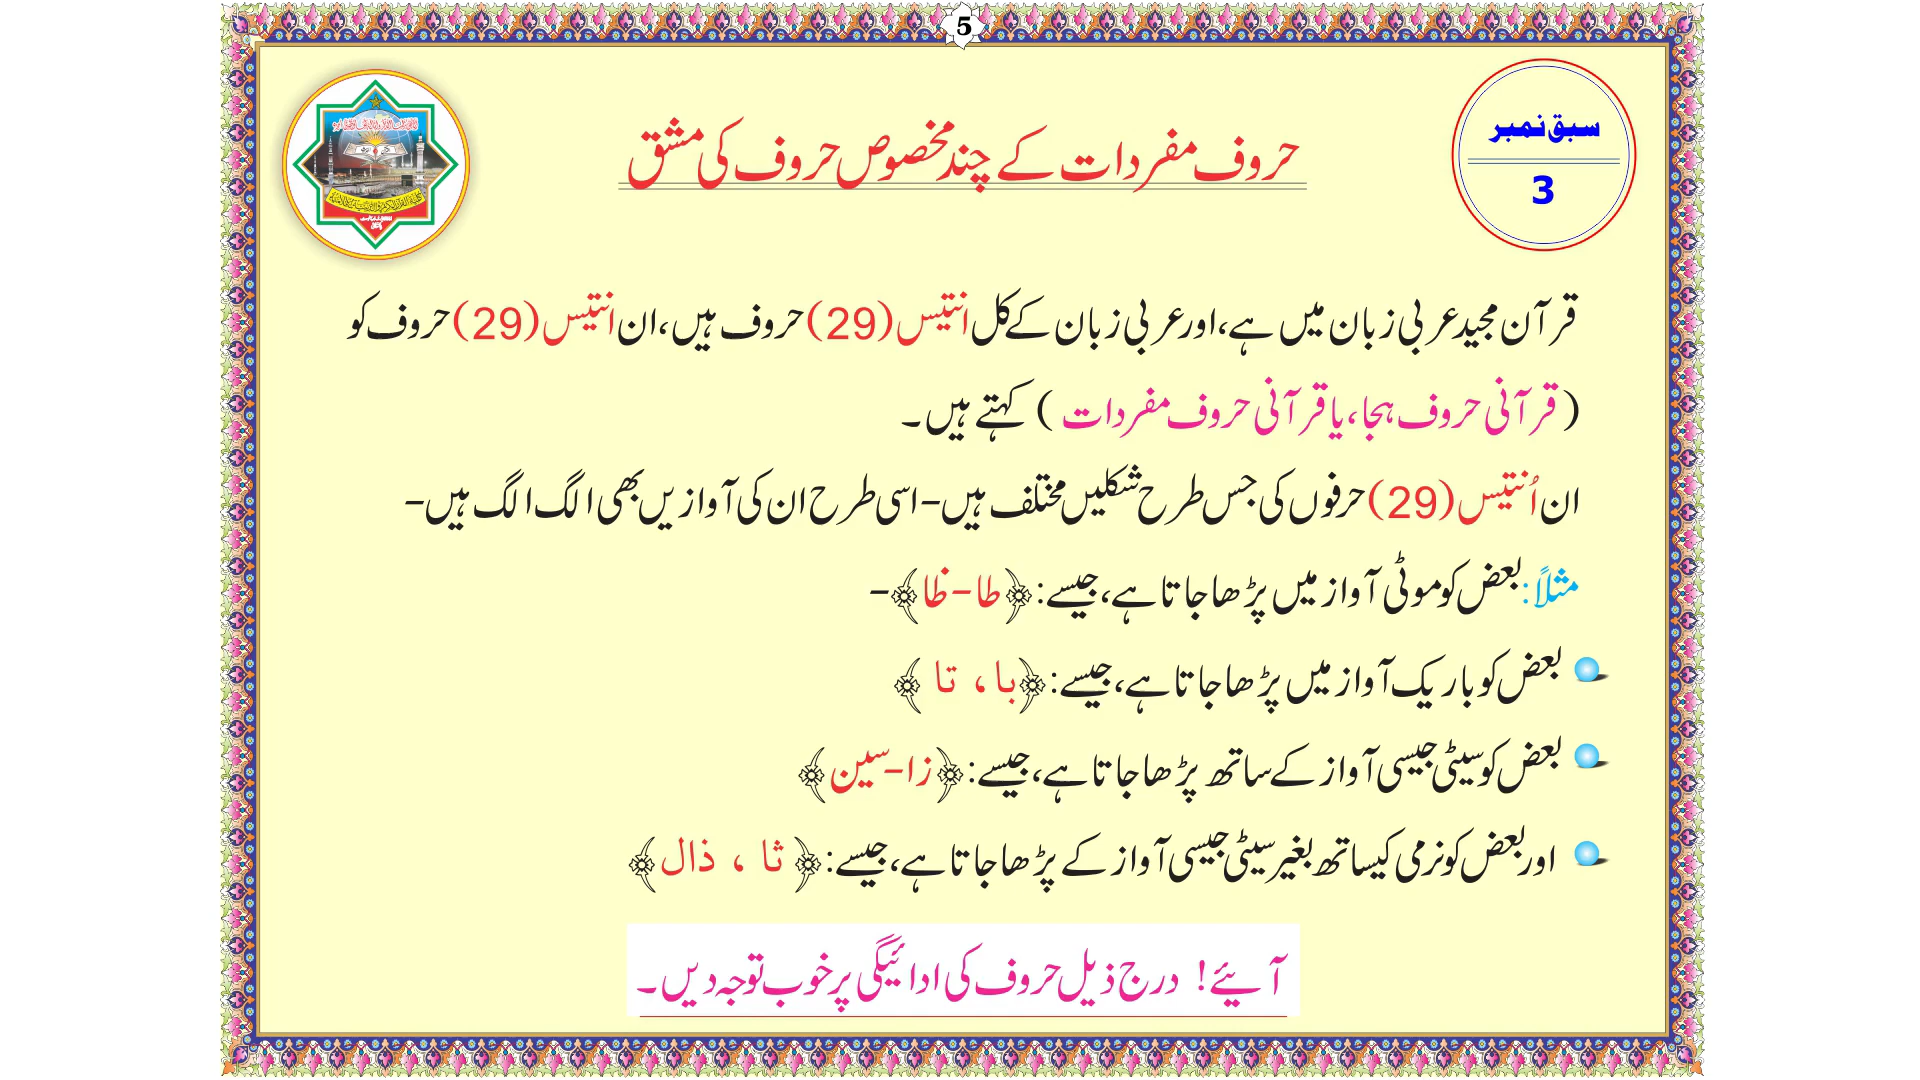 5
سبق نمبر
3
حروف مفردات کے چند مخصوص حروف کی مشق
قرآن مجید عربی زبان میں ہے، اور عربی زبان کے کل انتیس (29) حروف ہیں، ان انتیس (29) حروف کو
( قرآنی حروف ہجا، یا قرآنی حروف مفردات ) کہتے ہیں۔
ان اُنتیس (29) حرفوں کی جس طرح شکلیں مختلف ہیں- اسی طرح ان کی آوازیں بھی الگ الگ ہیں-
مثلاً: بعض کو موٹی آواز میں پڑھا جاتا ہے، جیسے: ﴿طا - ظا﴾-
بعض کو باریک آواز میں پڑھا جاتا ہے، جیسے: ﴿با، تا ﴾
بعض کو سیٹی جیسی آواز کے ساتھ پڑھا جاتا ہے، جیسے: ﴿زا-سین﴾
اور بعض کو نرمی کیساتھ بغیر سیٹی جیسی آواز کے پڑھا جاتا ہے، جیسے: ﴿ ثا ، ذال ﴾
آیئے! درج ذیل حروف کی ادائیگی پر خوب توجہ دیں۔